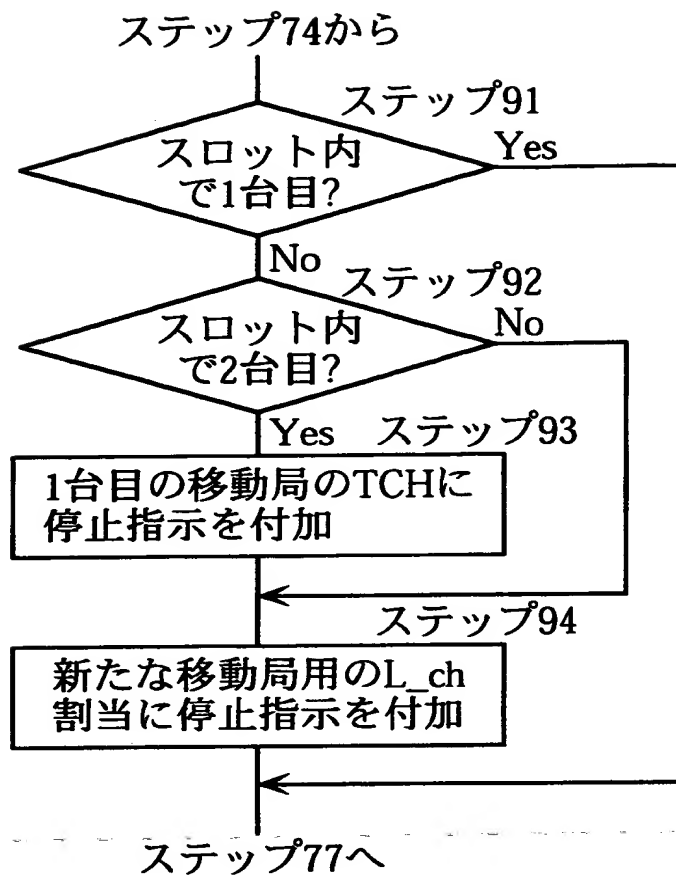 ステップ74から
ステップ91
スロット内
で1台目?
Yes
No
ステップ92
スロット内
で2台目?
No
Yes
ステップ93
1台目の移動局のTCHに
停止指示を付加
ステップ94
新たな移動局用のL_ch
割当に停止指示を付加
ステップ77へ